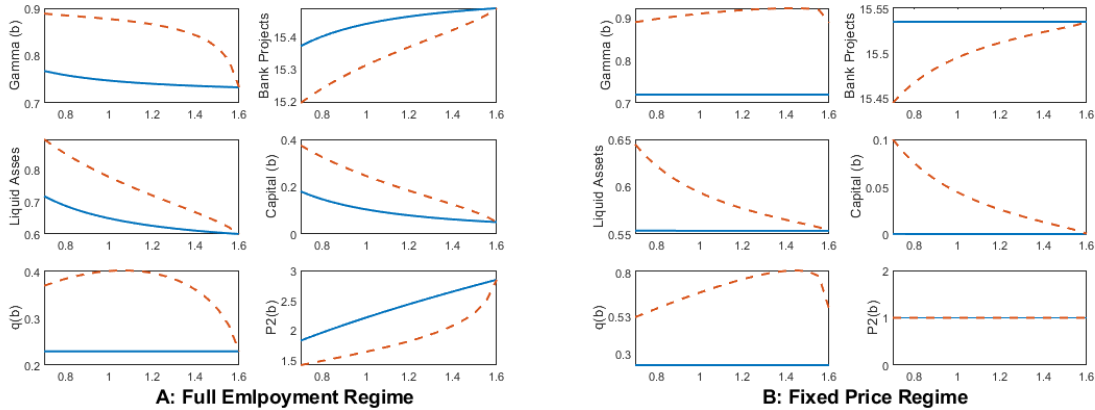 Gamma (b)
0.9
0.8
0.7
0.8 1 1.2 1.4 1.6
Bank Projects
15.4
15.3
15.2
0.8 1 1.2 1.4 1.6
Gamma (b)
0.9
0.8
0.7
0.8 1 1.2 1.4 1.6
Bank Projects
15.55
15.5
15.45
0.8 1 1.2 1.4 1.6
Liquid Asses
0.8
0.7
0.6
0.8 1 1.2 1.4 1.6
Capital (b)
0.4
0.2
0
0.8 1 1.2 1.4 1.6
Liquid Assets
0.65
0.6
0.55
0.8 1 1.2 1.4 1.6
Capital (b)
0.1
0.05
0
0.8 1 1.2 1.4 1.6
q(b)
0.4
0.3
0.2
0.8 1 1.2 1.4 1.6
P2(b)
3
2.5
2
1.5
0.8 1 1.2 1.4 1.6
q(b)
0.8
0.53
0.3
0.8 1 1.2 1.4 1.6
P2(b)
2
1
0
0.8 1 1.2 1.4 1.6
A: Full Emlpoyment Regime
B: Fixed Price Regime